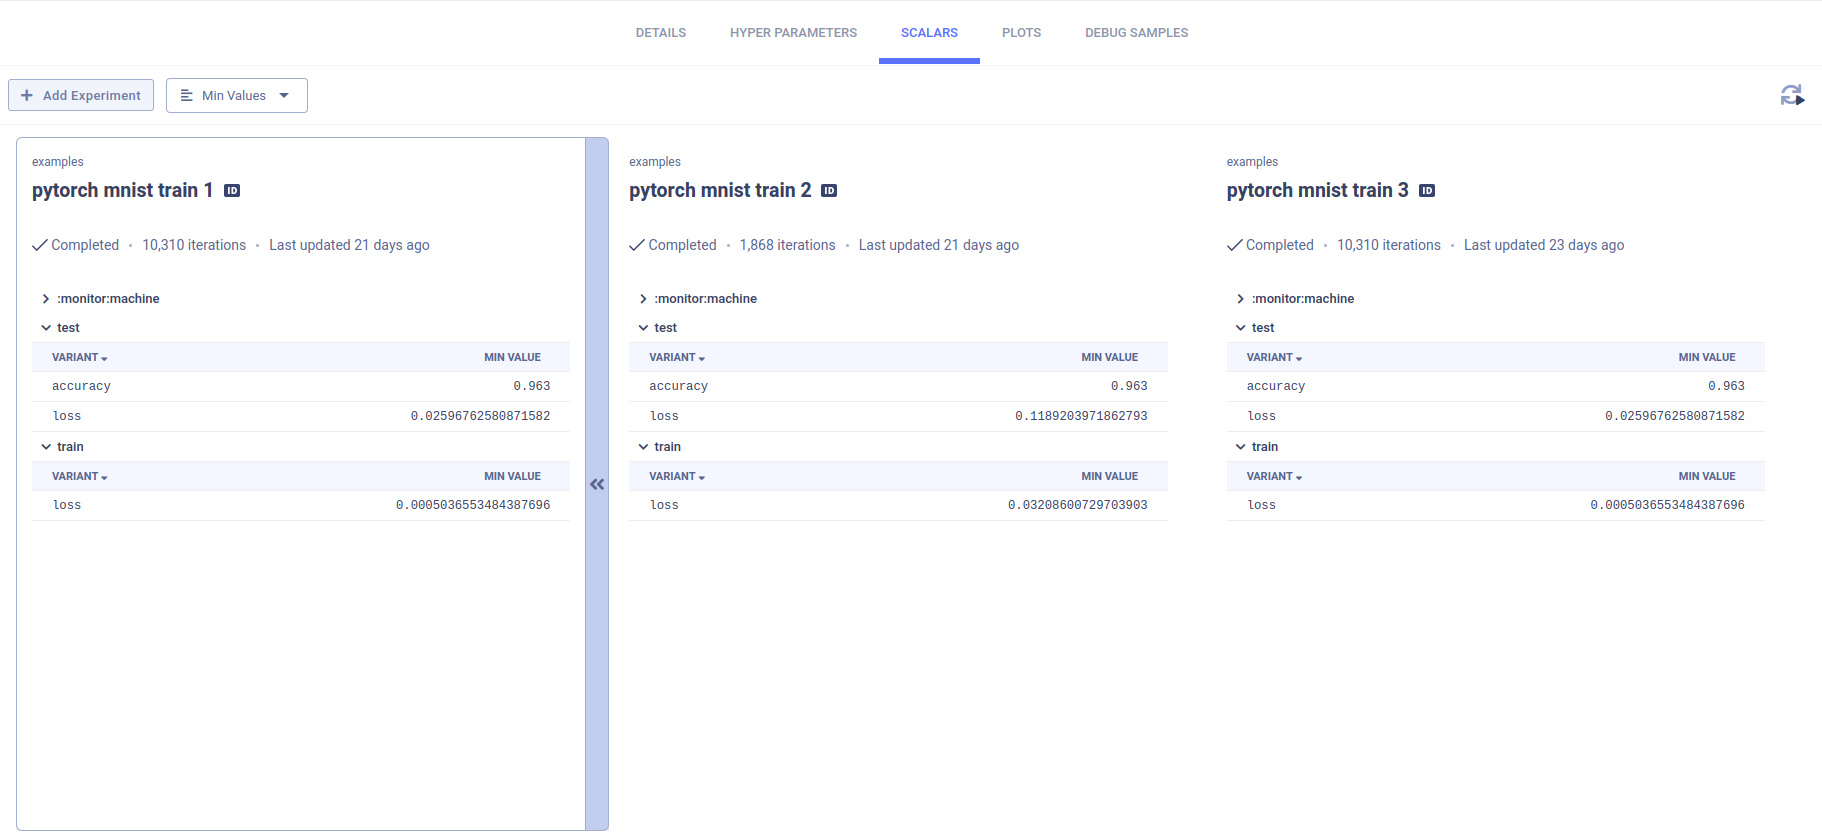 DETAILS HYPER PARAMETERS SCALARS PLOTS DEBUG SAMPLES
+ Add Experiment Min Values
examples
pytorch mnist train 1 ID
Completed • 10,310 iterations • Last updated 21 days ago
:monitor:machine
test
VARIANT MIN VALUE
accuracy 0.963
loss 0.02596762580871582
train
VARIANT MIN VALUE
loss 0.0005036553484387696
examples
pytorch mnist train 2 ID
Completed • 1,868 iterations • Last updated 21 days ago
:monitor:machine
test
VARIANT MIN VALUE
accuracy 0.963
loss 0.1189203971862793
train
VARIANT MIN VALUE
loss 0.03208600729703903
examples
pytorch mnist train 3 ID
Completed • 10,310 iterations • Last updated 23 days ago
:monitor:machine
test
VARIANT MIN VALUE
accuracy 0.963
loss 0.02596762580871582
train
VARIANT MIN VALUE
loss 0.0005036553484387696